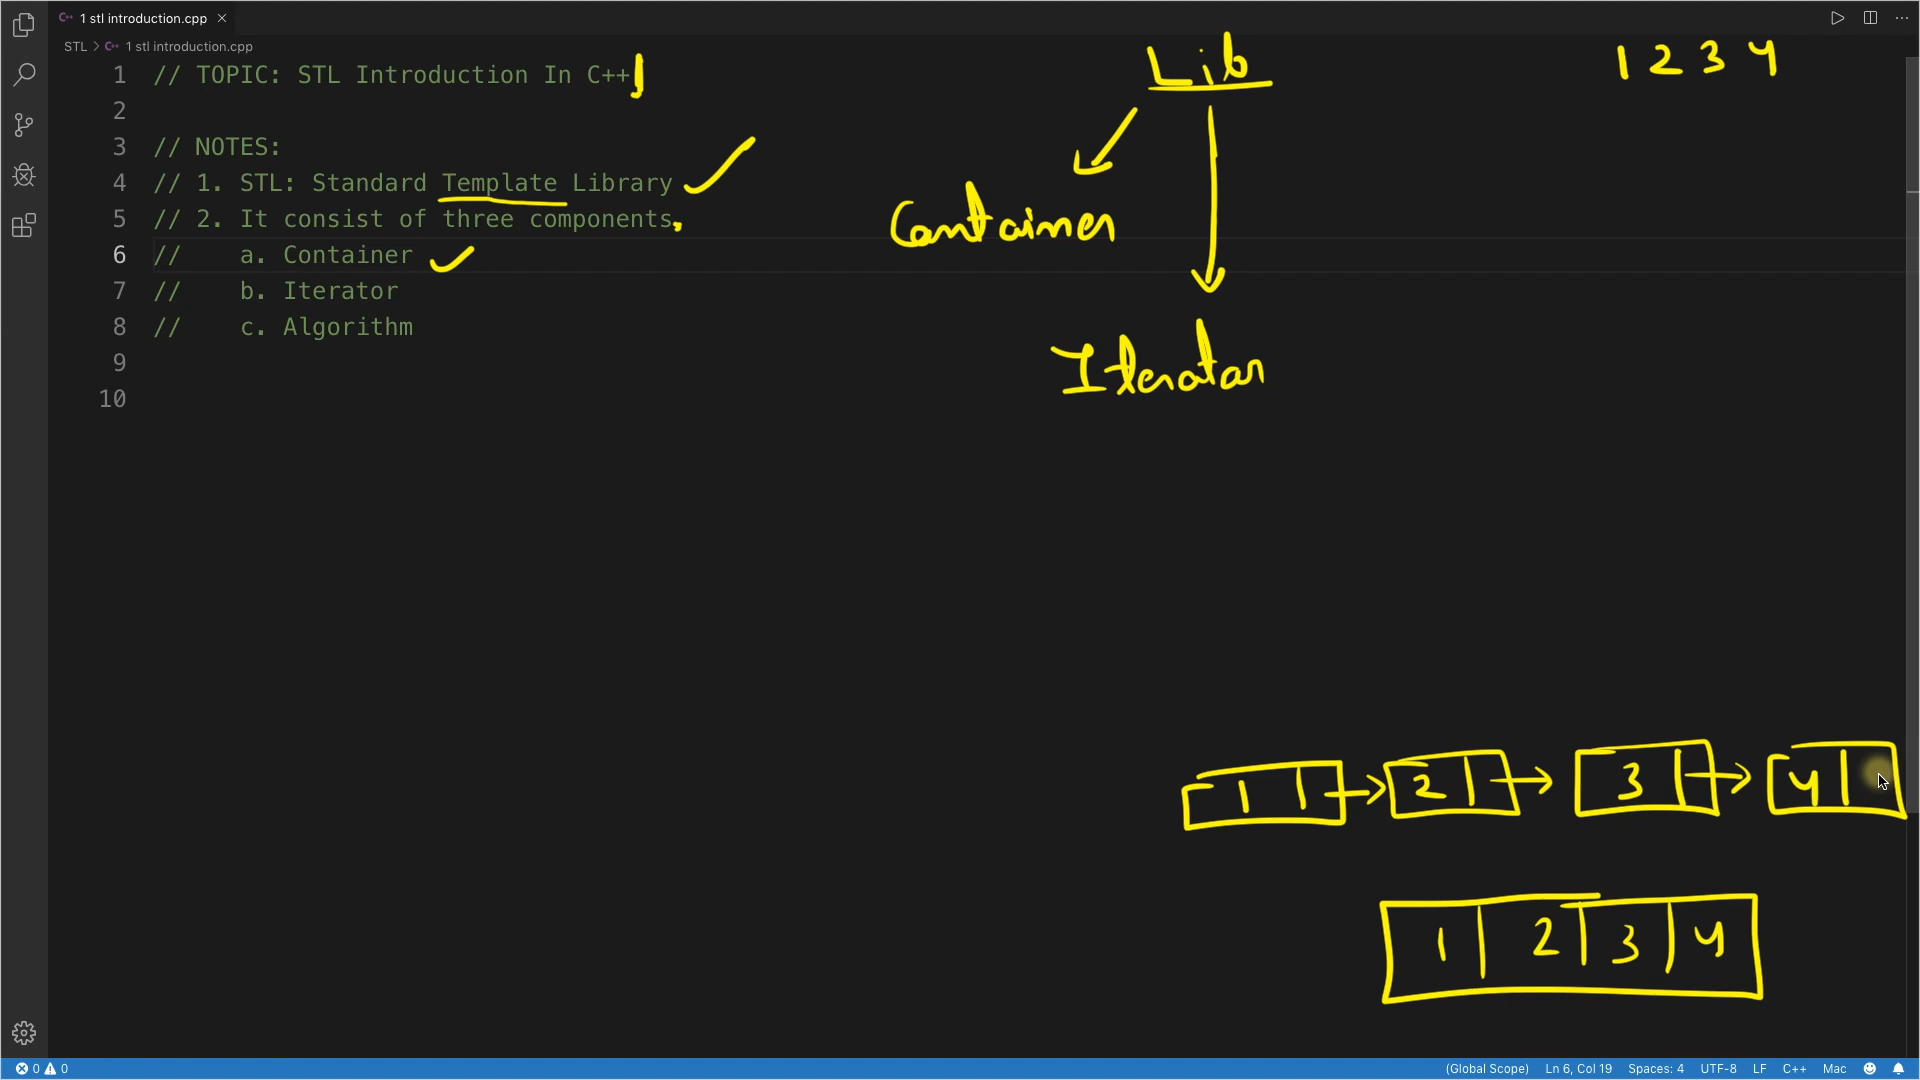 1 stl introduction.cpp
STL > 1 stl introduction.cpp
1 // TOPIC: STL Introduction In C++
2
3 // NOTES:
4 // 1. STL: Standard Template Library
5 // 2. It consist of three components.
6 //    a. Container
7 //    b. Iterator
8 //    c. Algorithm
9
10
Lib
1 2 3 4
Container
Iterator
1 2 3 4
1 2 3 4
0 0
(Global Scope) Ln 6, Col 19 Spaces: 4 UTF-8 LF C++ Mac